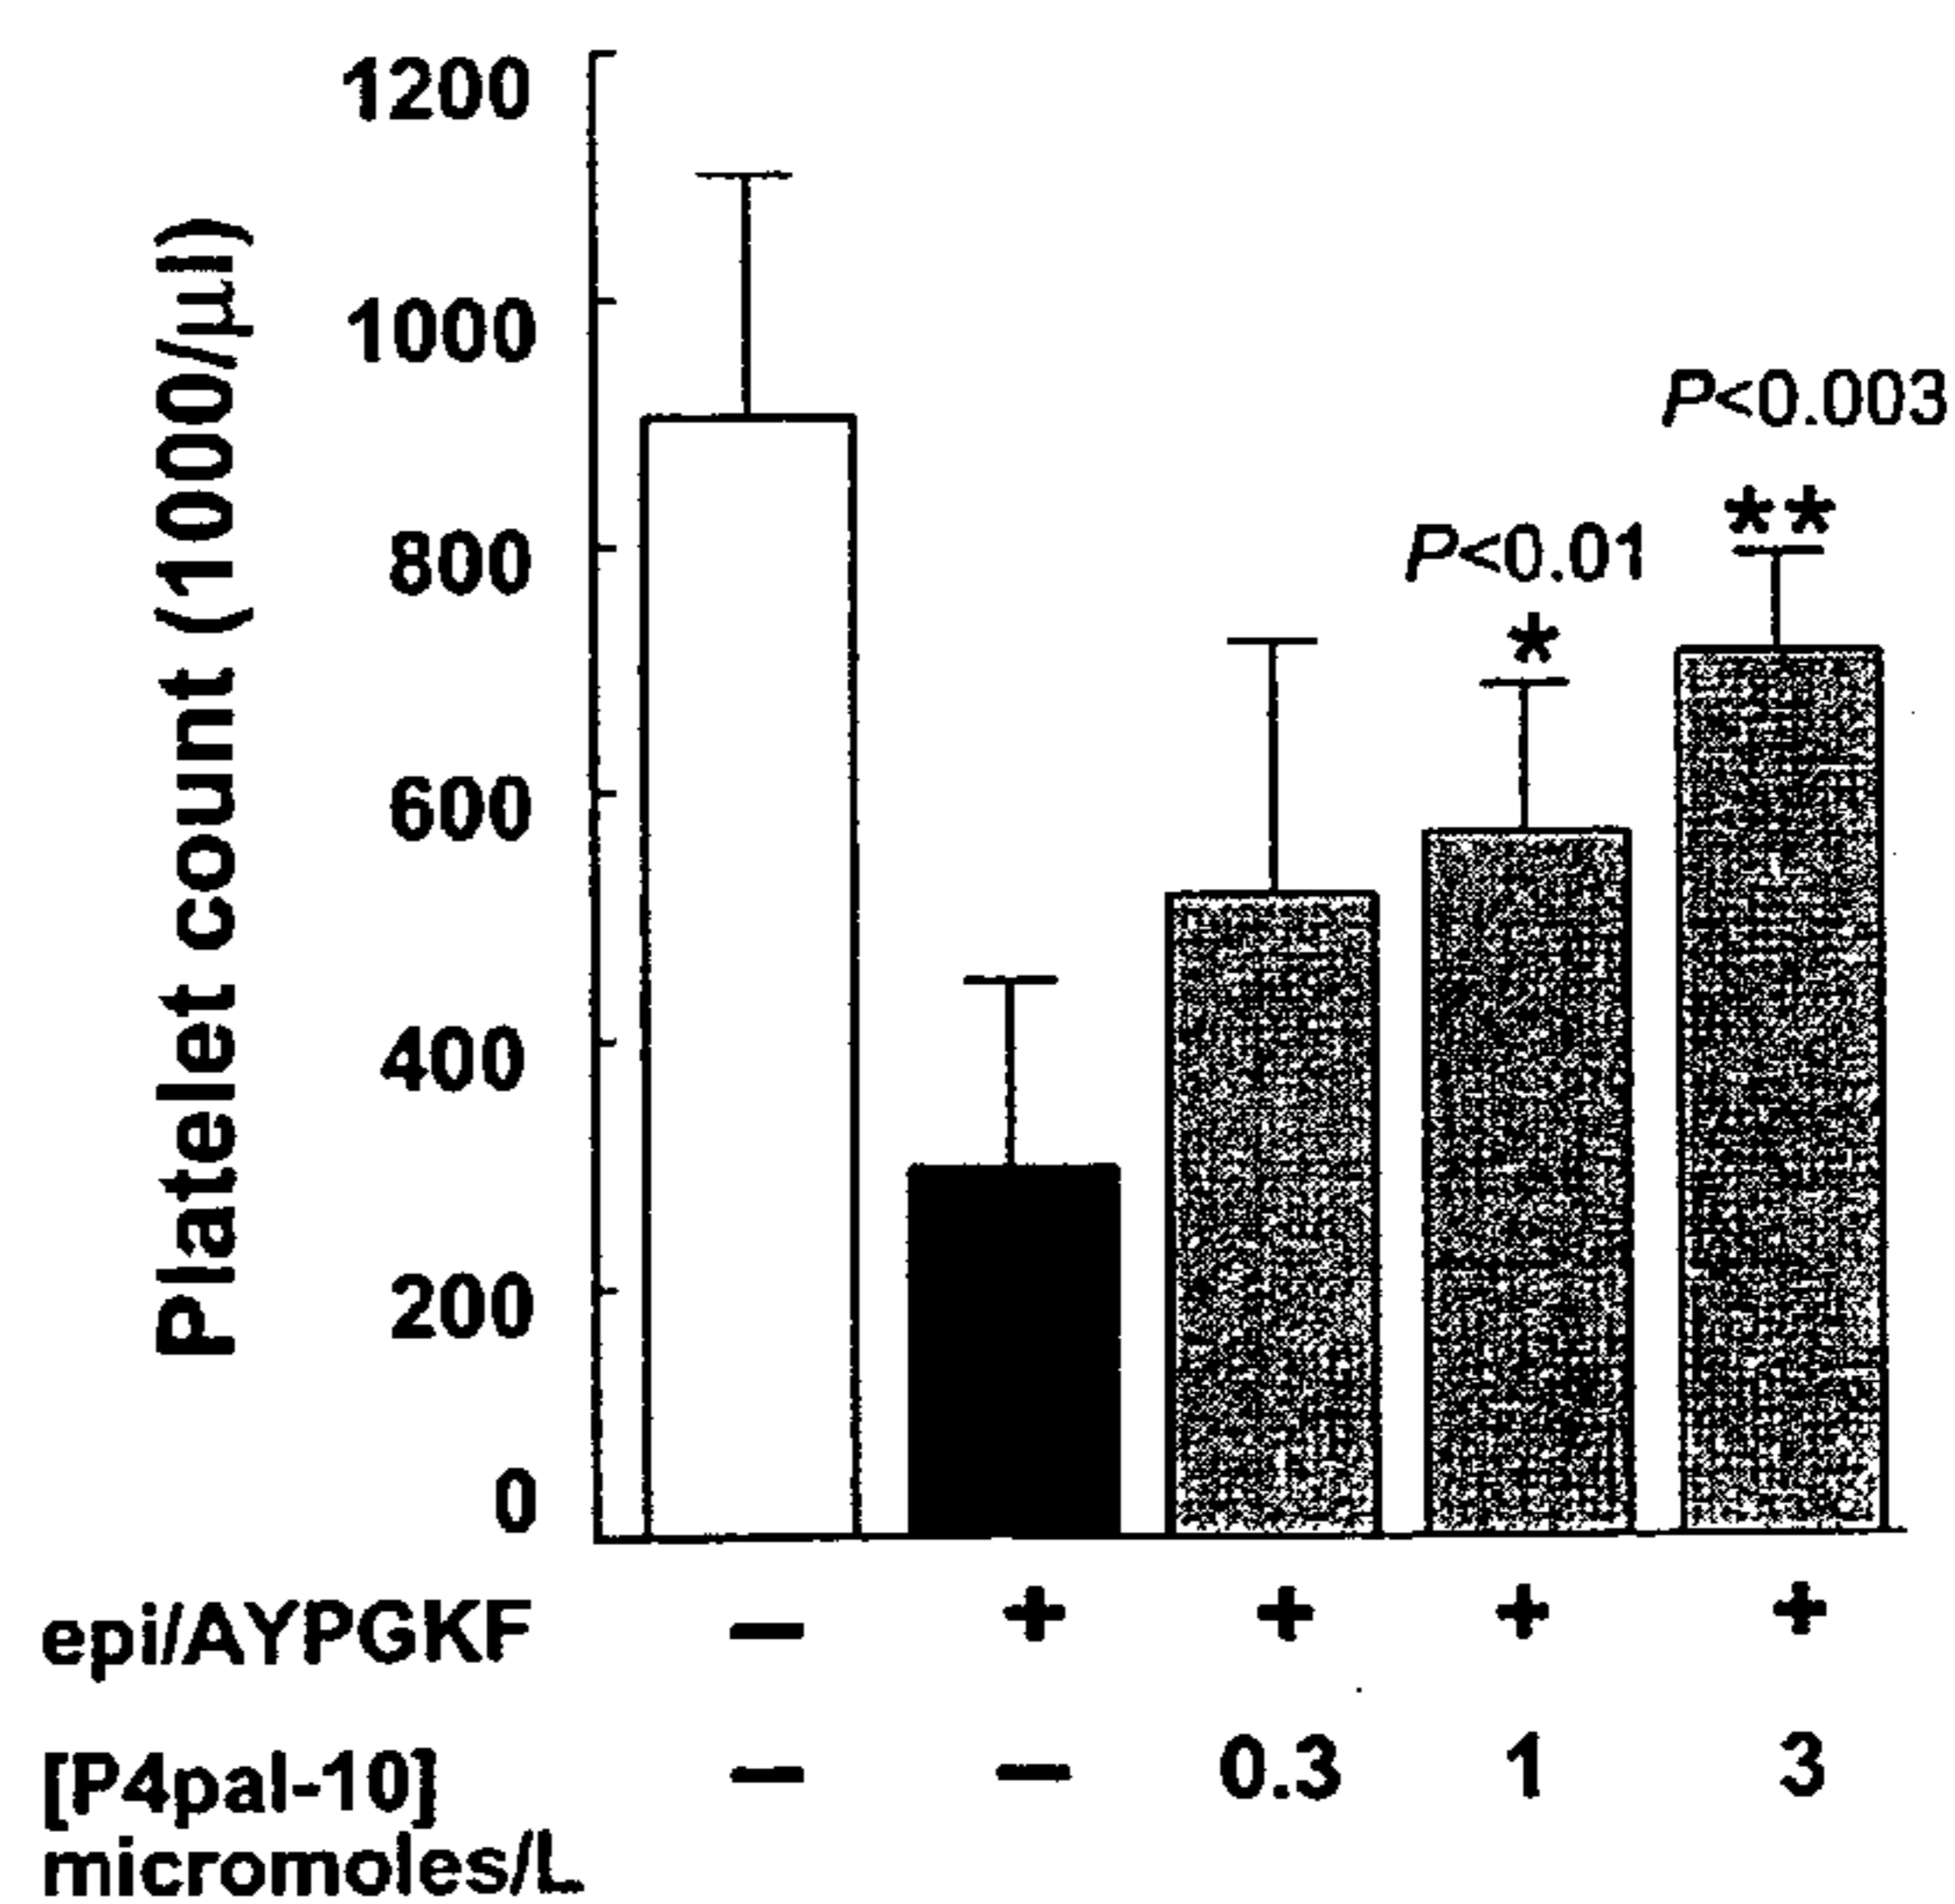 Platelet count (1000/µl)
1200
1000
800
600
400
200
0
P<0.01
*
P<0.003
**
epi/AYPGKF – + + + +
[P4pal-10] – – 0.3 1 3
micromoles/L